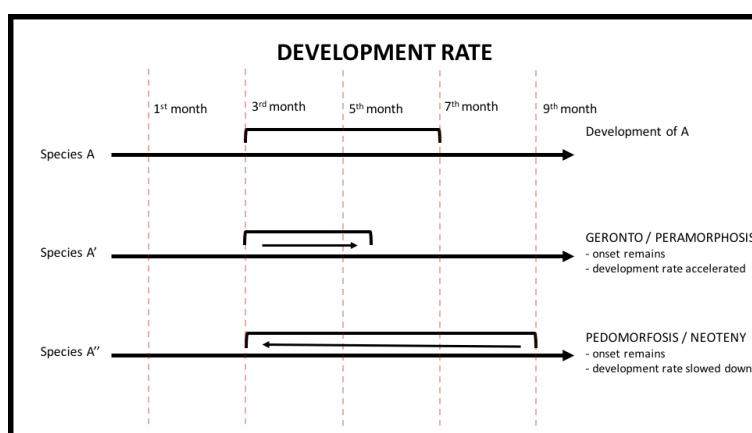 DEVELOPMENT RATE
1st month 3rd month 5th month 7th month 9th month
Development of A
Species A
GERONTO / PERAMORPHOSIS
Species A'
- onset remains
- development rate accelerated
PEDOMORFOSIS / NEOTENY
Species A''
- onset remains
- development rate slowed down